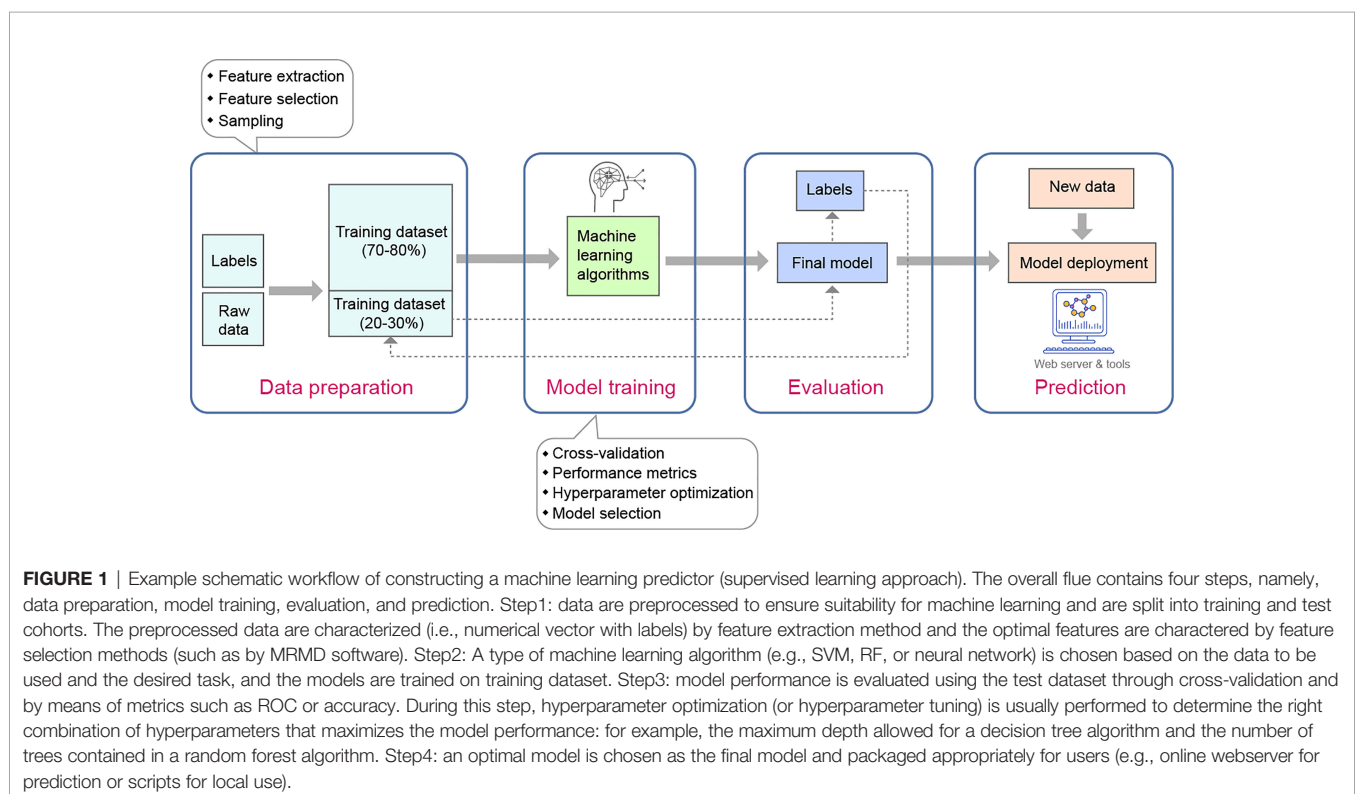 ◆ Feature extraction
◆ Feature selection
◆ Sampling
Labels
Raw
data
Training dataset
(70-80%)
Training dataset
(20-30%)
Data preparation
Machine
learning
algorithms
Model training
◆ Cross-validation
◆ Performance metrics
◆ Hyperparameter optimization
◆ Model selection
Labels
Final model
Evaluation
New data
Model deployment
Web server & tools
Prediction
FIGURE 1 | Example schematic workflow of constructing a machine learning predictor (supervised learning approach). The overall flue contains four steps, namely,
data preparation, model training, evaluation, and prediction. Step1: data are preprocessed to ensure suitability for machine learning and are split into training and test
cohorts. The preprocessed data are characterized (i.e., numerical vector with labels) by feature extraction method and the optimal features are charactered by feature
selection methods (such as by MRMD software). Step2: A type of machine learning algorithm (e.g., SVM, RF, or neural network) is chosen based on the data to be
used and the desired task, and the models are trained on training dataset. Step3: model performance is evaluated using the test dataset through cross-validation and
by means of metrics such as ROC or accuracy. During this step, hyperparameter optimization (or hyperparameter tuning) is usually performed to determine the right
combination of hyperparameters that maximizes the model performance: for example, the maximum depth allowed for a decision tree algorithm and the number of
trees contained in a random forest algorithm. Step4: an optimal model is chosen as the final model and packaged appropriately for users (e.g., online webserver for
prediction or scripts for local use).